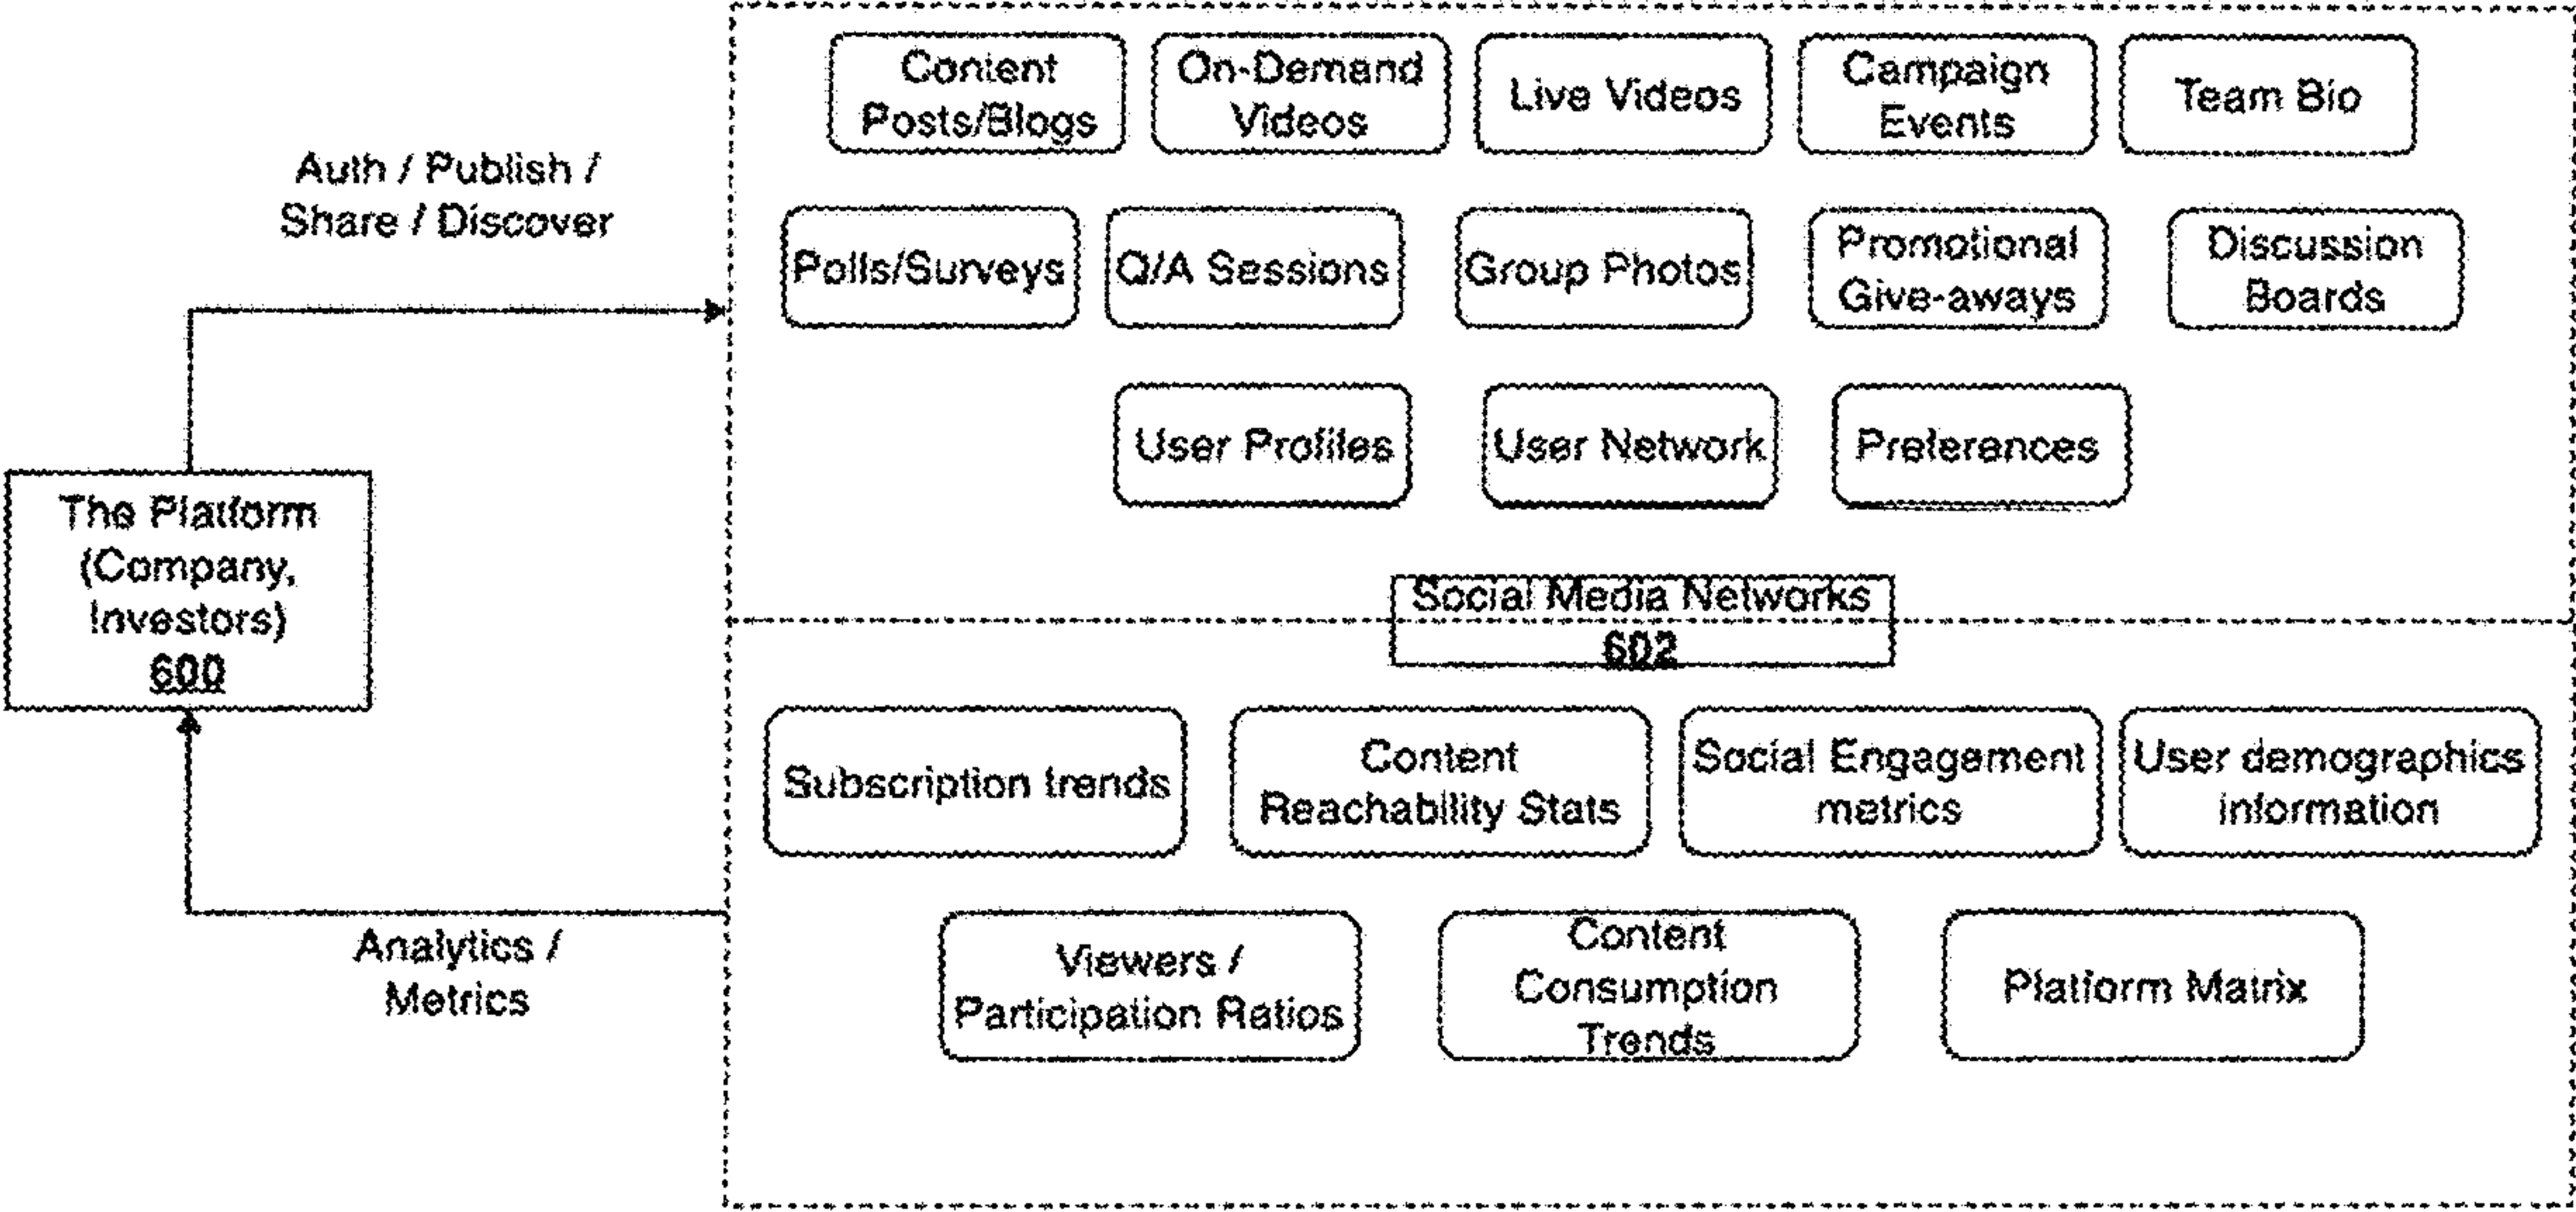 Content
Posts/Blogs
On-Demand
Videos
Live Videos
Campaign
Events
Team Bio
Auth / Publish /
Share / Discover
Polls/Surveys
Q/A Sessions
Group Photos
Promotional
Give-aways
Discussion
Boards
User Profiles
User Network
Preferences
The Platform
(Company,
Investors)
600
Social Media Networks
602
Subscription trends
Content
Reachability Stats
Social Engagement
metrics
User demographics
information
Analytics /
Metrics
Viewers /
Participation Ratios
Content
Consumption
Trends
Platform Matrix